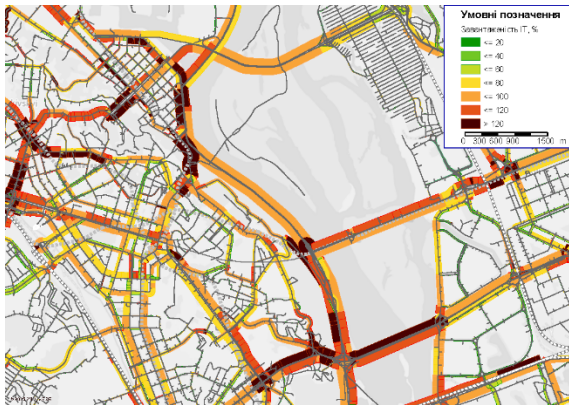 Умовні позначення
Завантаженість ІТ, %
<= 20
<= 40
<= 60
<= 80
<= 100
<= 120
> 120
0 300 600 900 1500 m